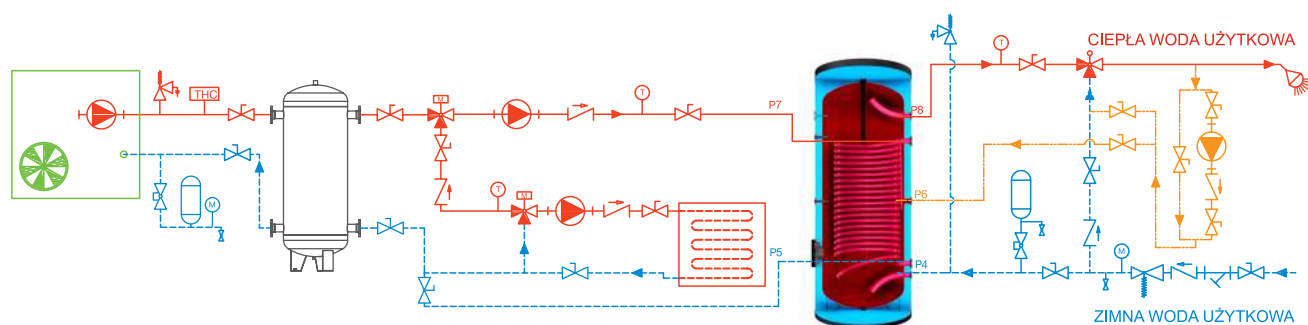 CIEPŁA WODA UŻYTKOWA
T
THC
M
T
P7
P8
T
M
P6
M
M
P5
P4
ZIMNA WODA UŻYTKOWA